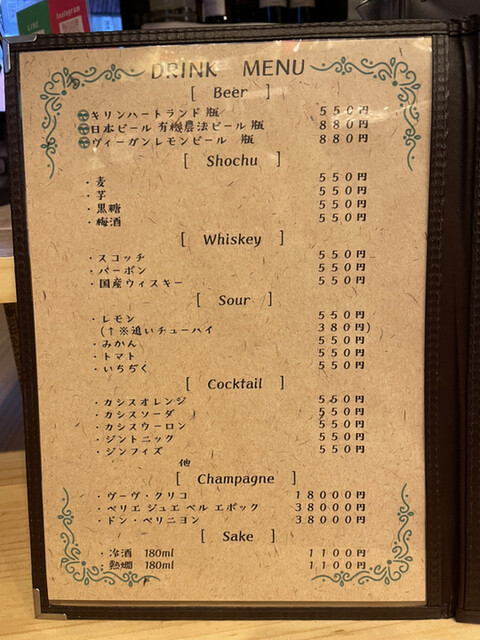 LINE
Instagram
DRINK MENU
[ Beer ]
キリンハートランド 瓶 550円
日本ビール 有機農法ビール 瓶 880円
ヴィーガンレモンビール 瓶 880円
[ Shochu ]
・麦 550円
・芋 550円
・黒糖 550円
・梅酒 550円
[ Whiskey ]
・スコッチ 550円
・バーボン 550円
・国産ウィスキー 550円
[ Sour ]
・レモン 550円
(↑※追いチューハイ 380円)
・みかん 550円
・トマト 550円
・いちぢく 550円
[ Cocktail ]
・カシスオレンジ 550円
・カシスソーダ 550円
・カシスウーロン 550円
・ジントニック 550円
・ジンフィズ 550円
他
[ Champagne ]
・ヴーヴ・クリコ 18000円
・ペリエ ジュエ ベル エポック 38000円
・ドン・ペリニヨン 38000円
[ Sake ]
・冷酒 180ml 1100円
・熱燗 180ml 1100円